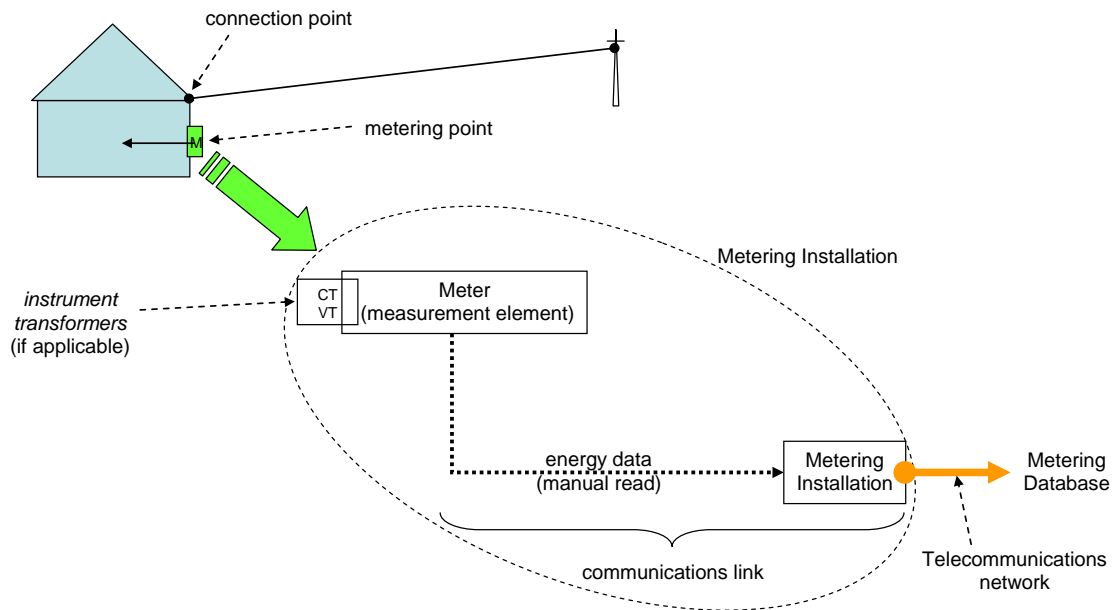 connection point
metering point
M
Metering Installation
instrument
transformers
(if applicable)
CT
VT
Meter
(measurement element)
energy data
(manual read)
Metering
Installation
Metering
Database
communications link
Telecommunications
network